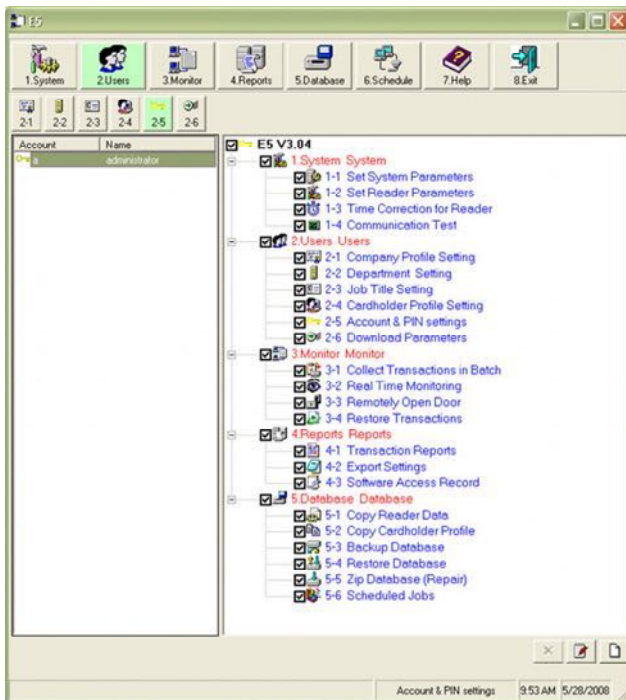 E5
1.System 2.Users 3.Monitor 4.Reports 5.Database 6.Schedule 7.Help 8.Exit
2-1 2-2 2-3 2-4 2-5 2-6
Account Name
a administrator
E5 V3.04
1.System System
1-1 Set System Parameters
1-2 Set Reader Parameters
1-3 Time Correction for Reader
1-4 Communication Test
2.Users Users
2-1 Company Profile Setting
2-2 Department Setting
2-3 Job Title Setting
2-4 Cardholder Profile Setting
2-5 Account & PIN settings
2-6 Download Parameters
3.Monitor Monitor
3-1 Collect Transactions in Batch
3-2 Real Time Monitoring
3-3 Remotely Open Door
3-4 Restore Transactions
4.Reports Reports
4-1 Transaction Reports
4-2 Export Settings
4-3 Software Access Record
5.Database Database
5-1 Copy Reader Data
5-2 Copy Cardholder Profile
5-3 Backup Database
5-4 Restore Database
5-5 Zip Database (Repair)
5-6 Scheduled Jobs
Account & PIN settings 9:53 AM 5/28/2008